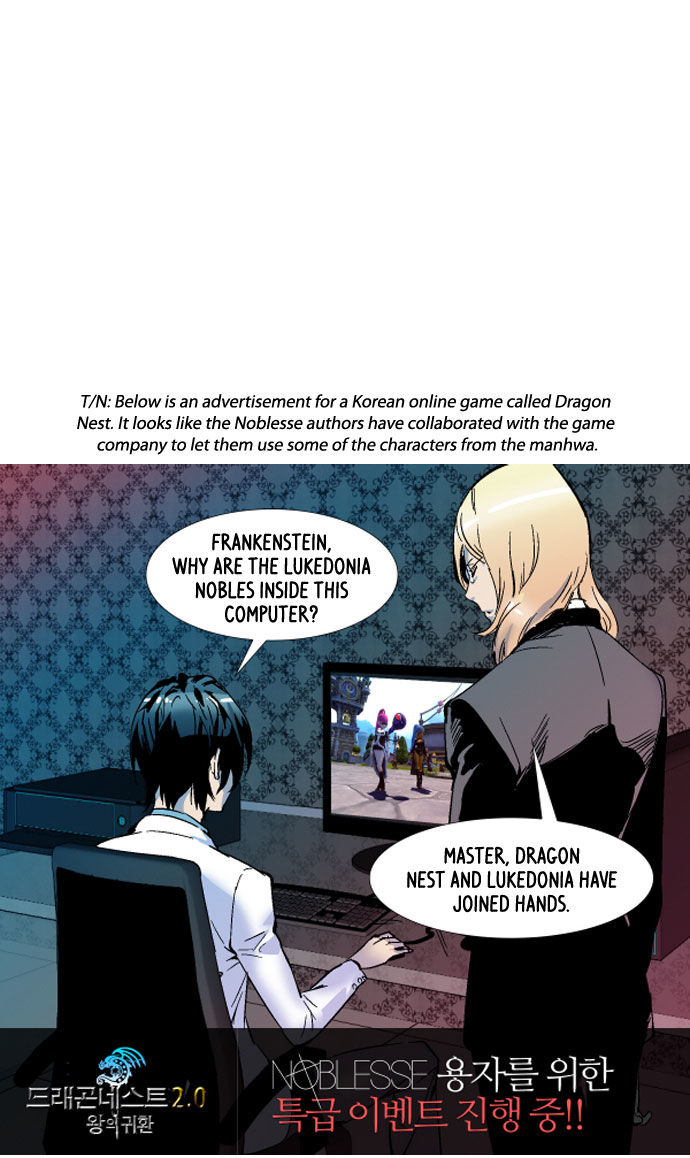 T/N: Below is an advertisement for a Korean online game called Dragon
Nest. It looks like the Noblesse authors have collaborated with the game
company to let them use some of the characters from the manhwa.
FRANKENSTEIN,
WHY ARE THE LUKEDONIA
NOBLES INSIDE THIS
COMPUTER?
MASTER, DRAGON
NEST AND LUKEDONIA HAVE
JOINED HANDS.
드래곤네스트 2.0
왕의귀환
NOBLESSE 용자를 위한
특급 이벤트 진행 중!!